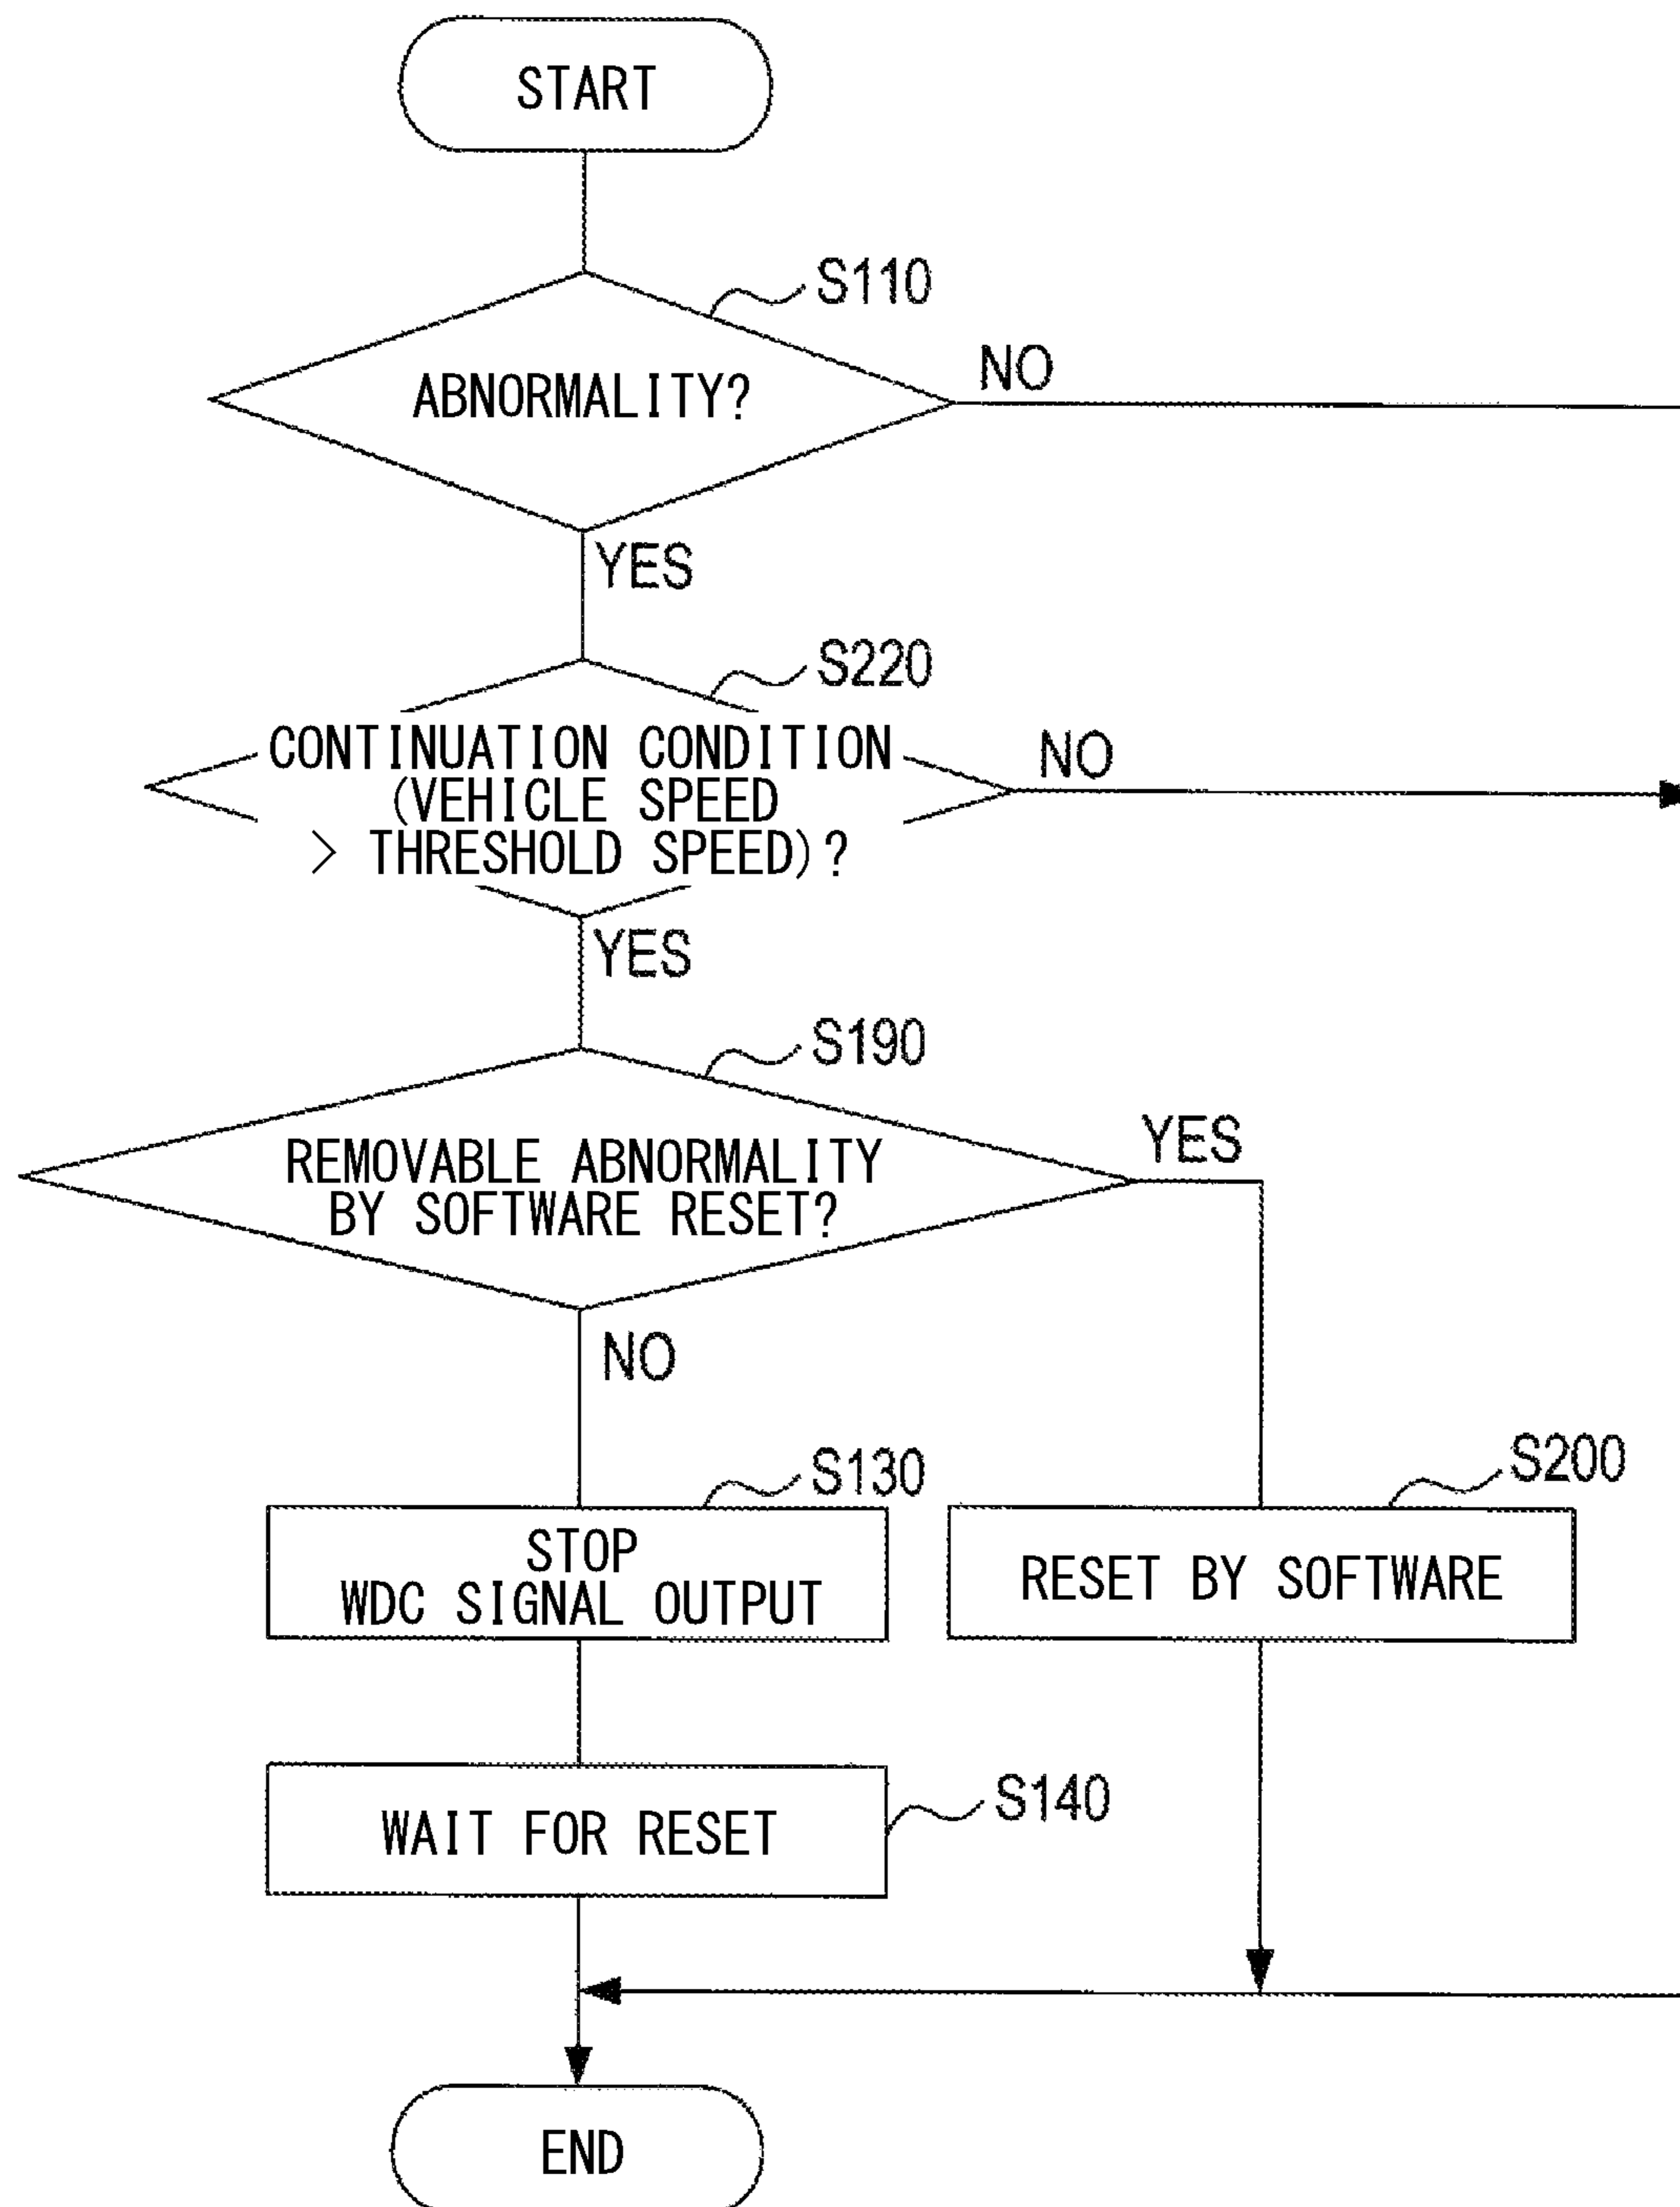 START
S110
ABNORMALITY?
NO
YES
S220
CONTINUATION CONDITION
(VEHICLE SPEED
> THRESHOLD SPEED)?
NO
YES
S190
REMOVABLE ABNORMALITY
BY SOFTWARE RESET?
YES
NO
S130
STOP
WDC SIGNAL OUTPUT
S200
RESET BY SOFTWARE
WAIT FOR RESET
S140
END